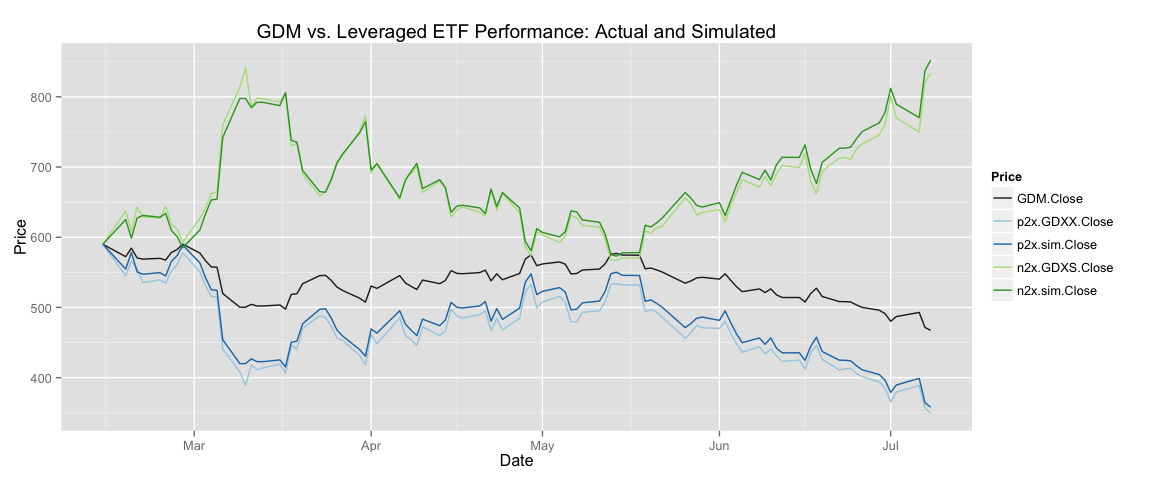 GDM vs. Leveraged ETF Performance: Actual and Simulated
Price
800
700
600
500
400
Mar
Apr
May
Jun
Jul
Date
Price
GDM.Close
p2x.GDXX.Close
p2x.sim.Close
n2x.GDXS.Close
n2x.sim.Close